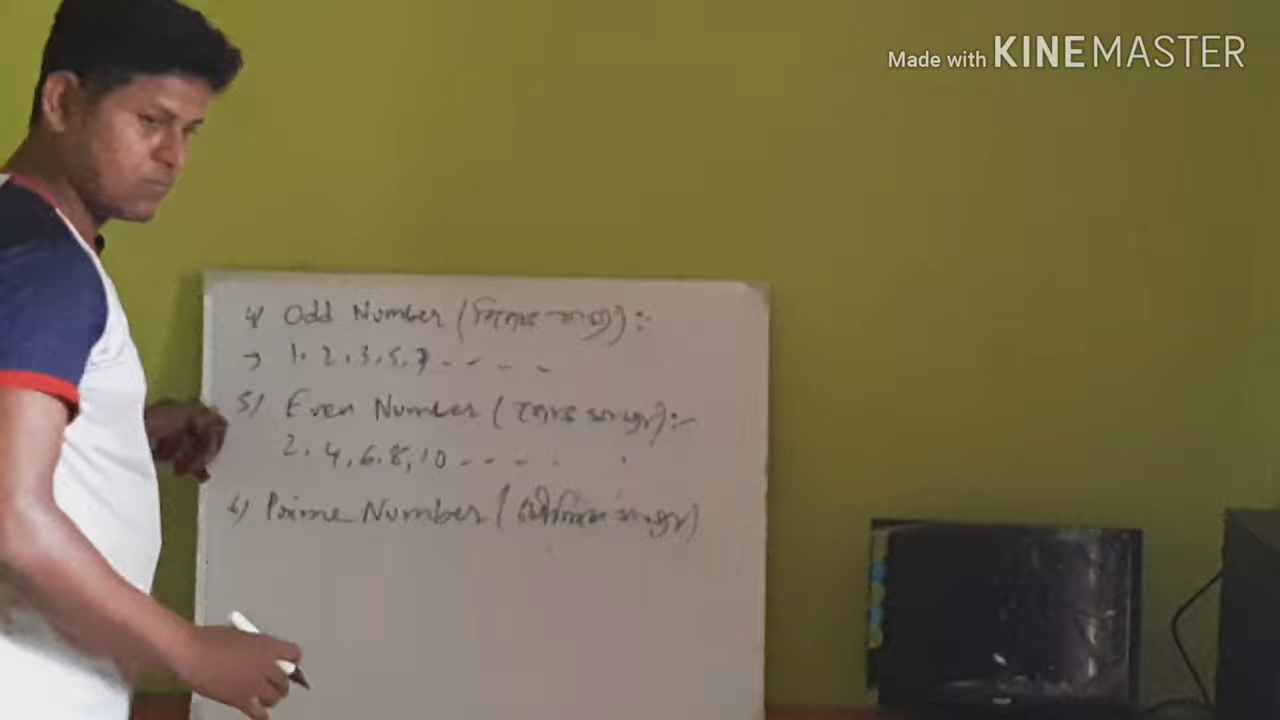 Made with KINEMASTER
4) Odd Number (বিজোড় সংখ্যা) :-
→ 1, 2, 3, 5, 7 - - - -
5) Even Number (জোড় সংখ্যা) :-
2, 4, 6, 8, 10 - - - - -
6) Prime Number (মৌলিক সংখ্যা)